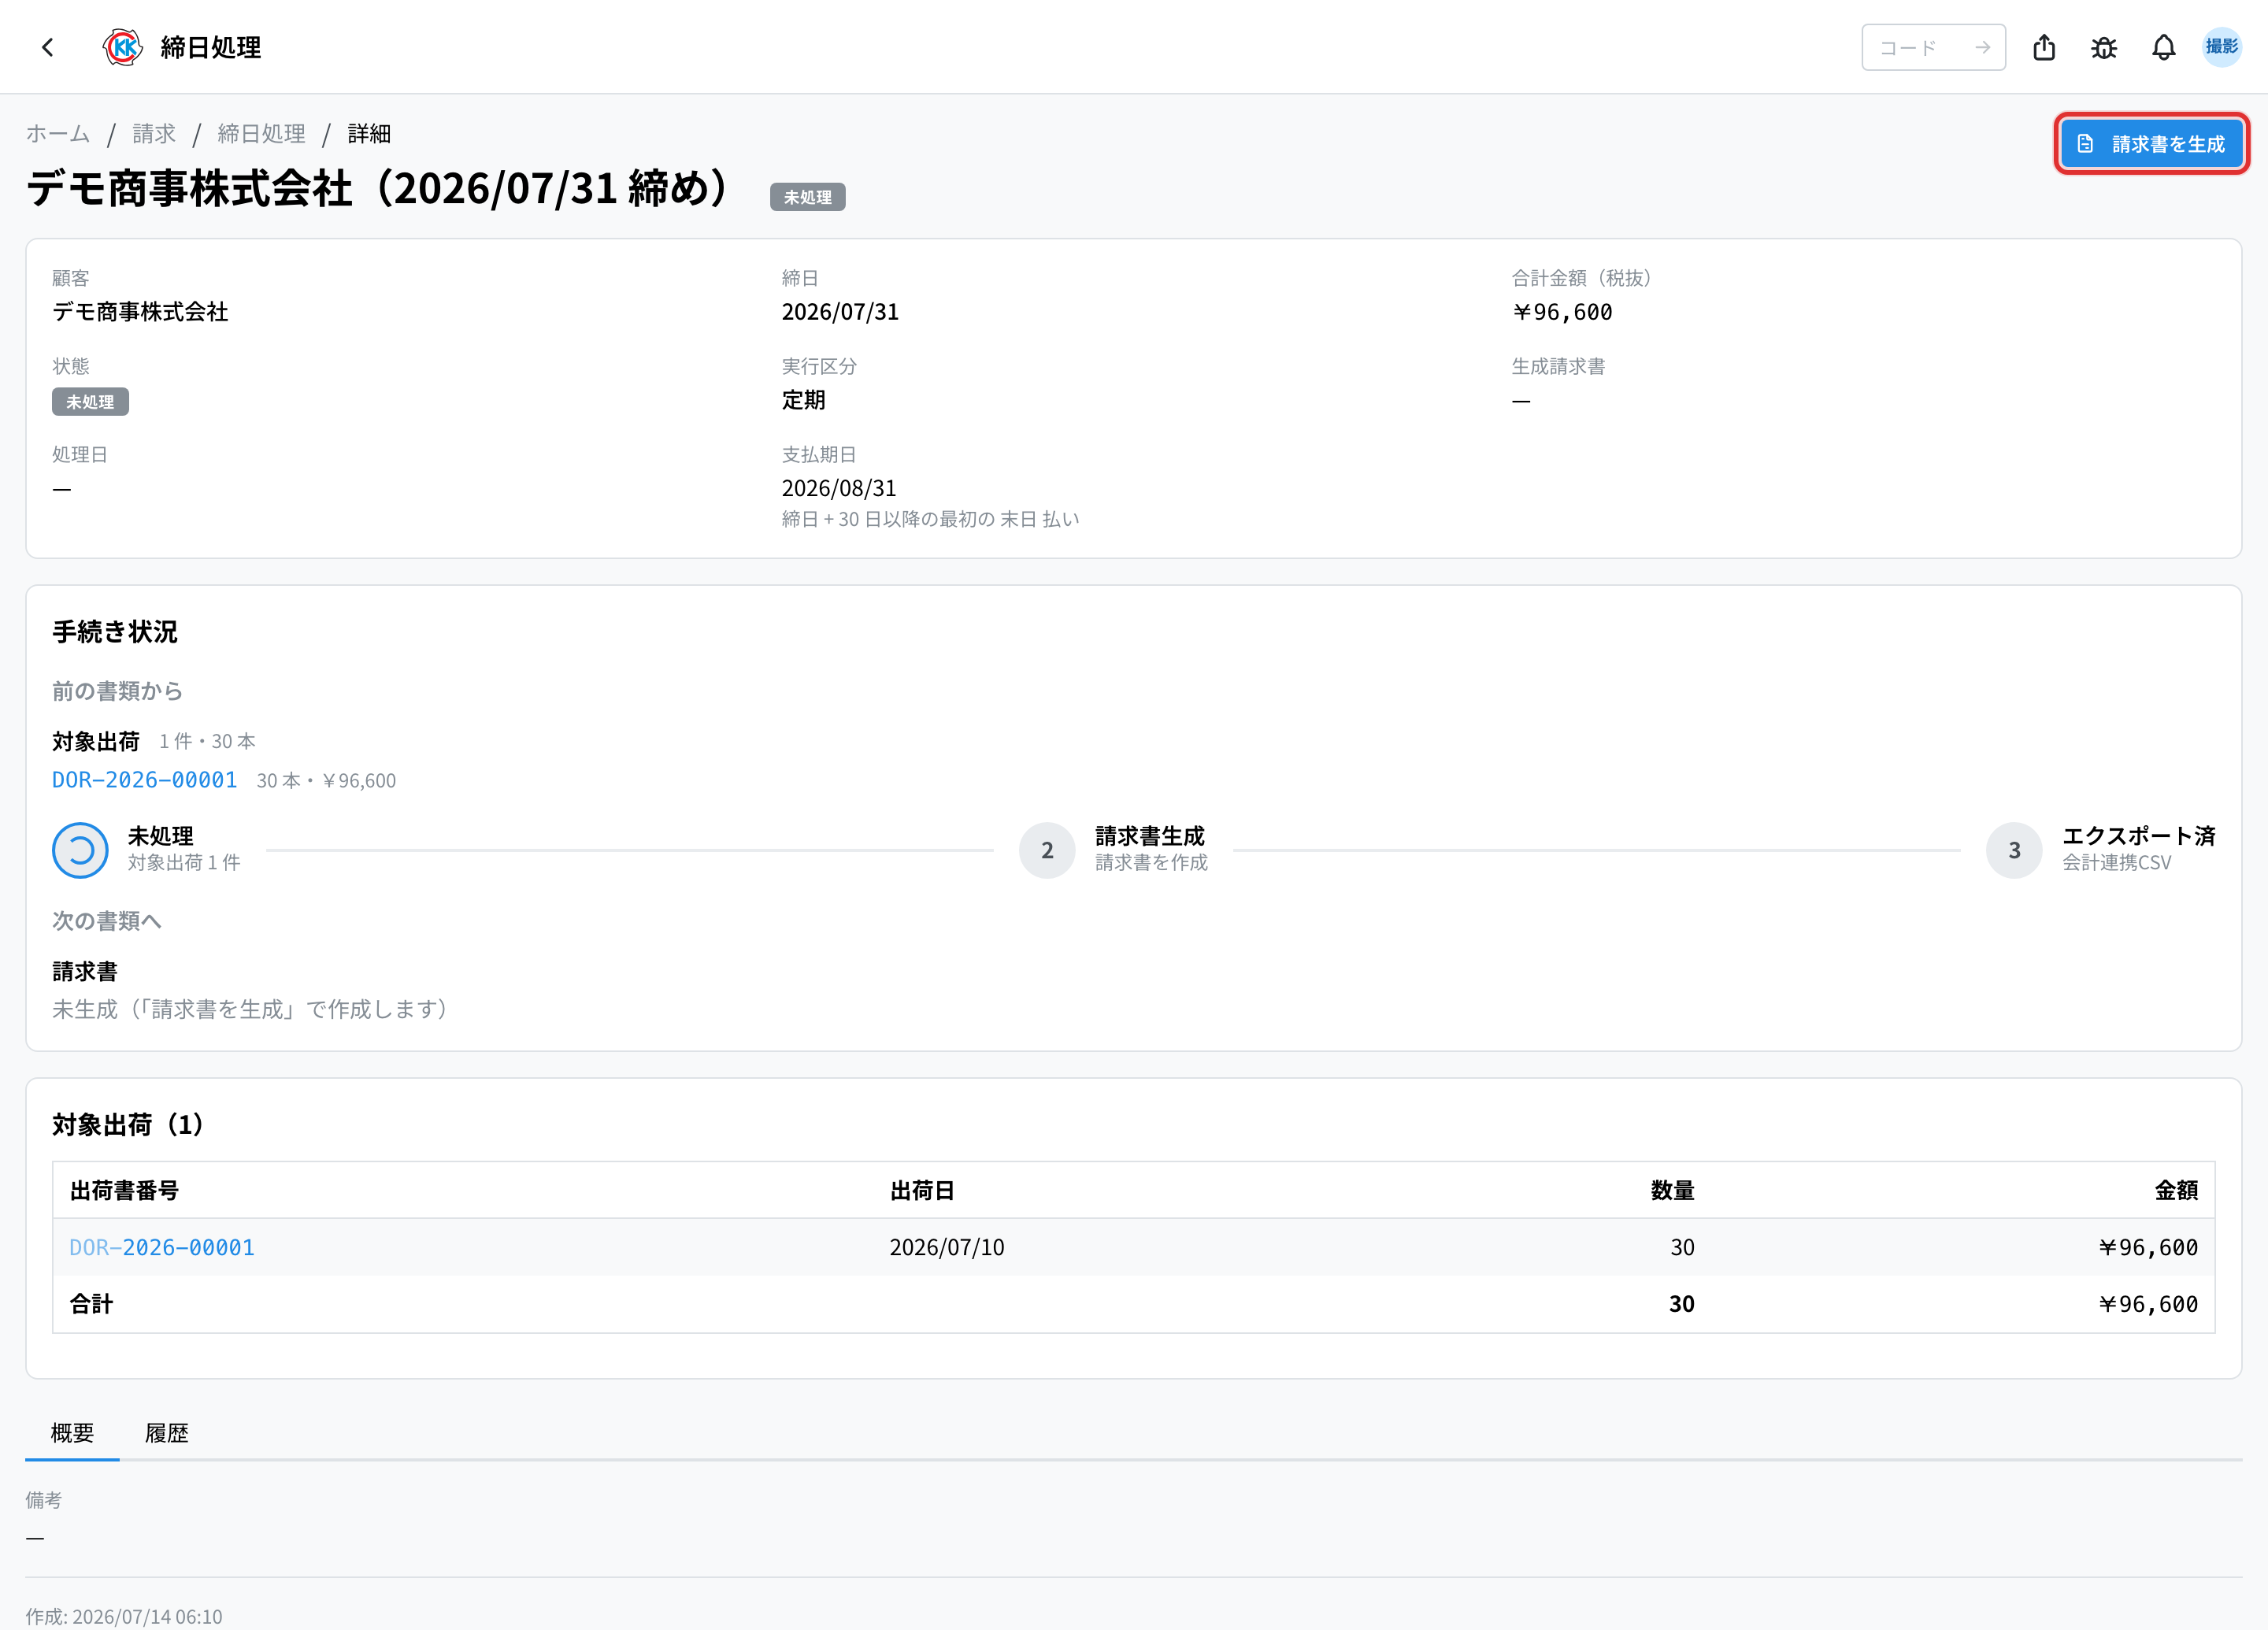 CKK 締日処理
コード
撮影
ホーム / 請求 / 締日処理 / 詳細
請求書を生成
デモ商事株式会社（2026/07/31 締め） 未処理
顧客
デモ商事株式会社
締日
2026/07/31
合計金額（税抜）
￥96,600
状態
未処理
実行区分
定期
生成請求書
—
処理日
—
支払期日
2026/08/31
締日 + 30 日以降の最初の 末日 払い
手続き状況
前の書類から
対象出荷 1 件・30 本
DOR-2026-00001 30 本・￥96,600
未処理
対象出荷 1 件
2 請求書生成
請求書を作成
3 エクスポート済
会計連携CSV
次の書類へ
請求書
未生成（「請求書を生成」で作成します）
対象出荷（1）
出荷書番号 出荷日 数量 金額
DOR-2026-00001 2026/07/10 30 ￥96,600
合計 30 ￥96,600
概要 履歴
備考
—
作成: 2026/07/14 06:10